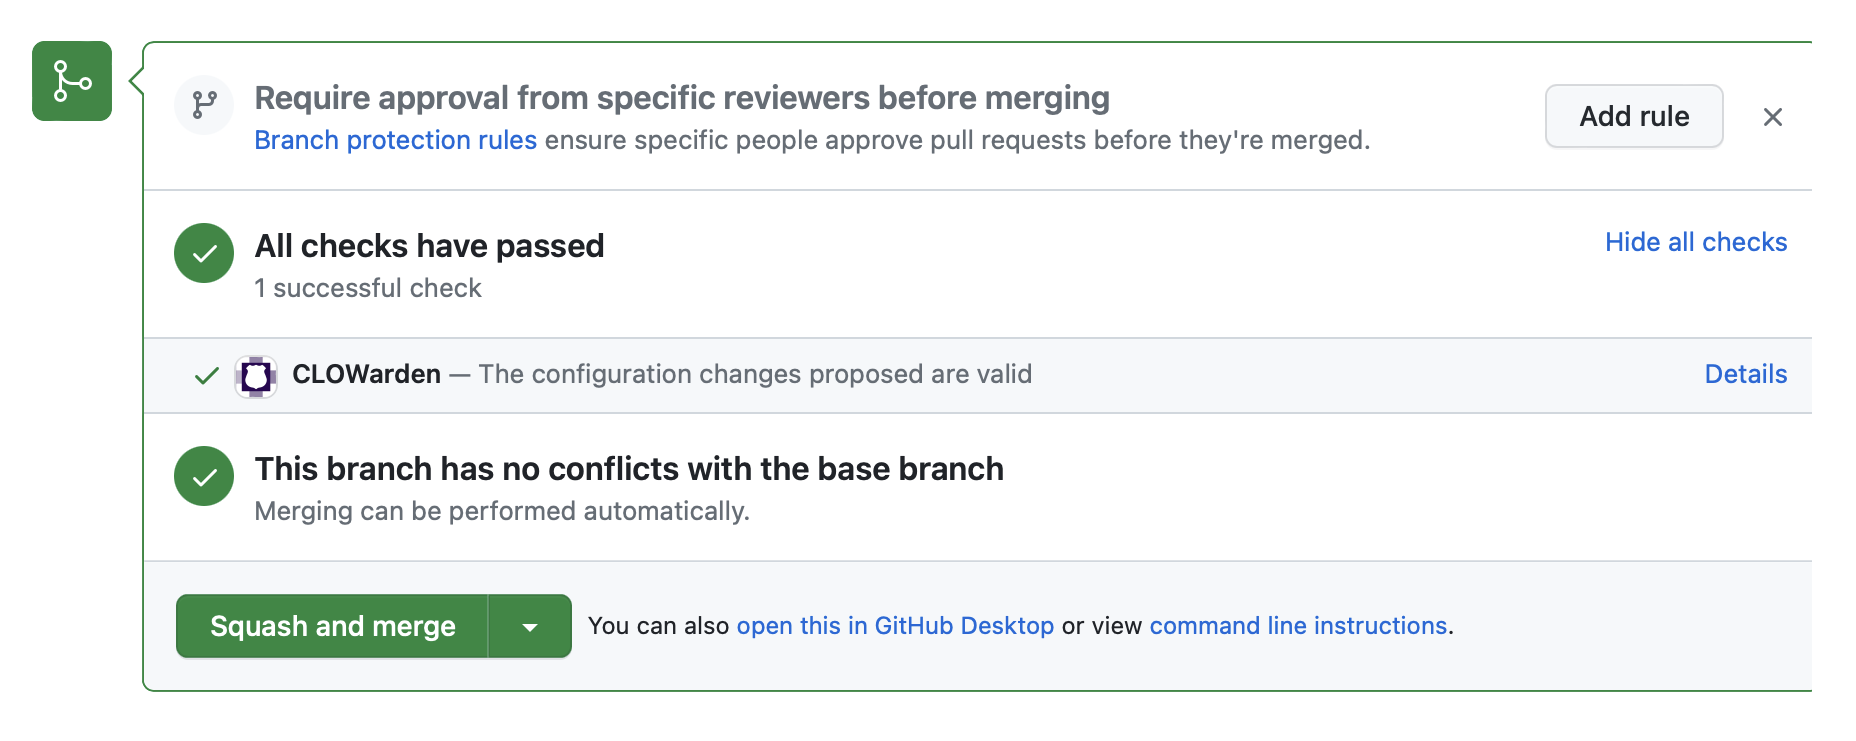 Require approval from specific reviewers before merging
Branch protection rules ensure specific people approve pull requests before they're merged.
Add rule
All checks have passed
1 successful check
Hide all checks
CLOWarden — The configuration changes proposed are valid
Details
This branch has no conflicts with the base branch
Merging can be performed automatically.
Squash and merge
You can also open this in GitHub Desktop or view command line instructions.